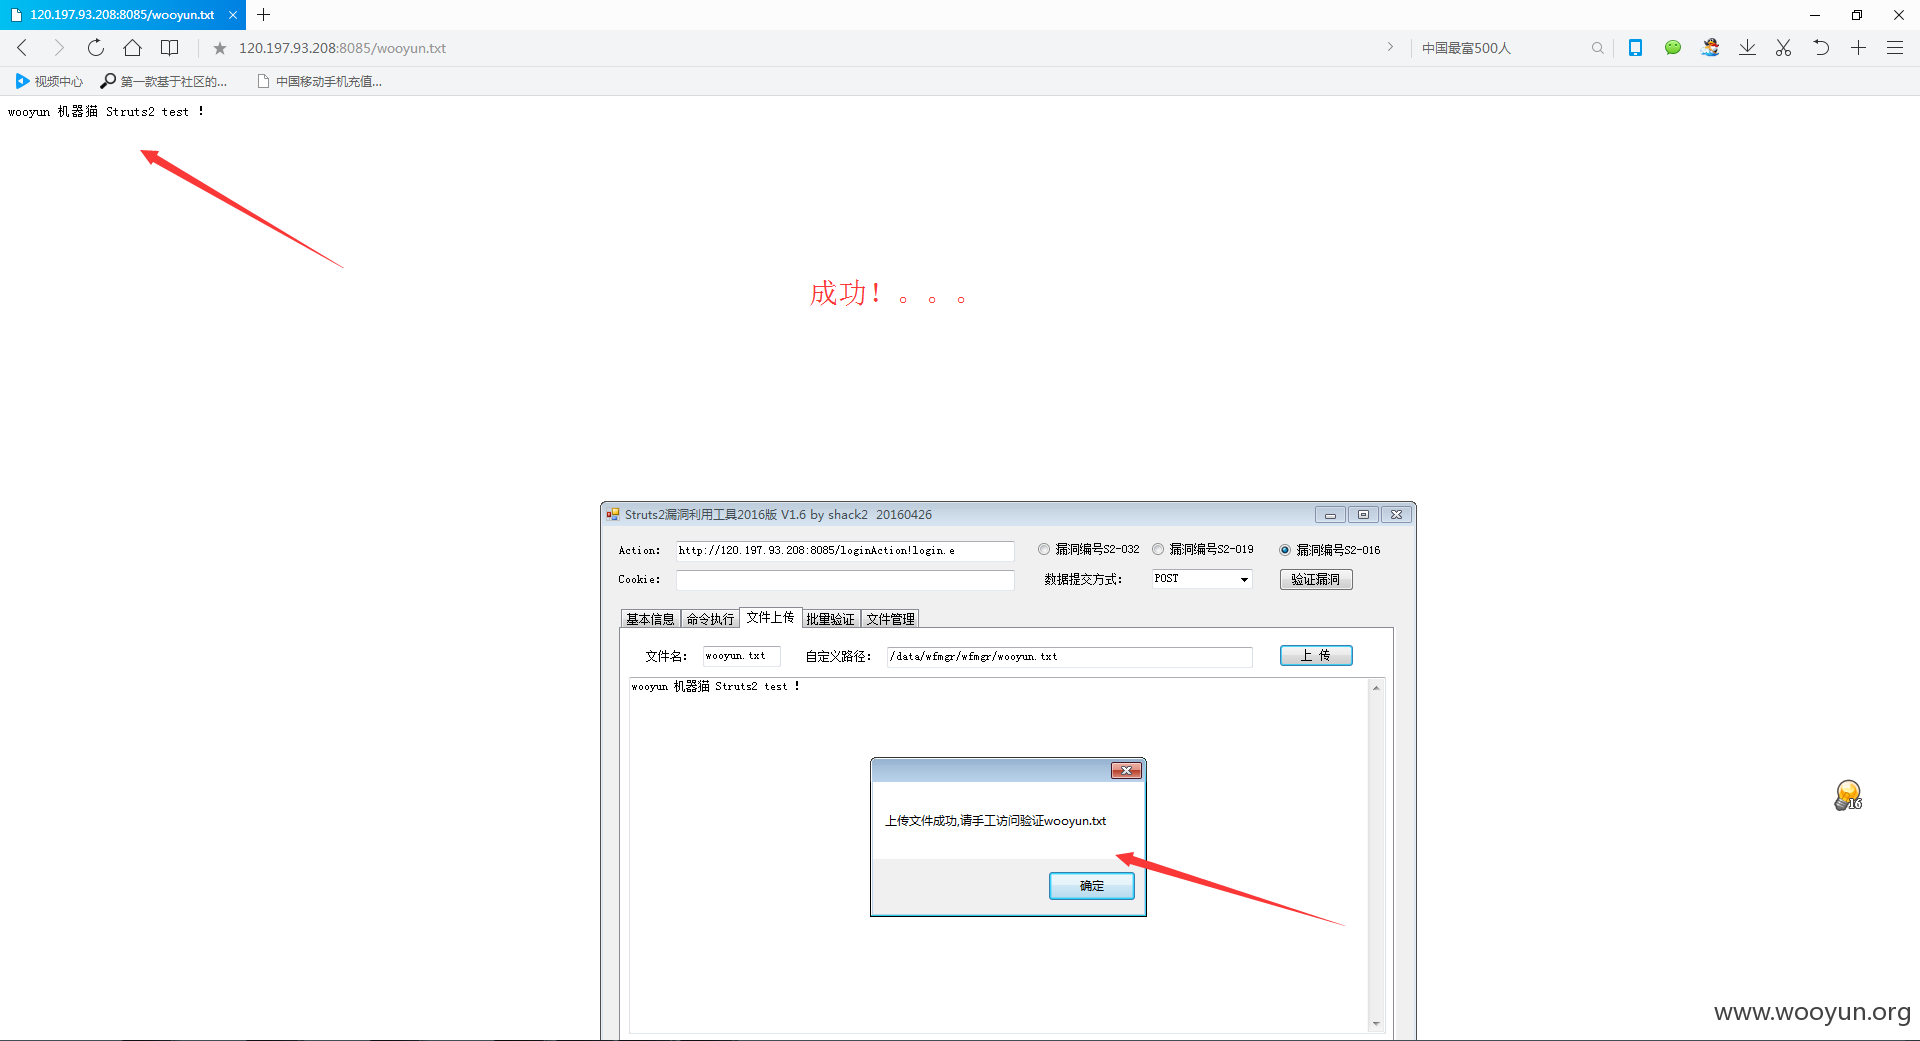 120.197.93.208:8085/wooyun.txt
120.197.93.208:8085/wooyun.txt
中国最富500人
视频中心
第一款基于社区的...
中国移动手机充值...
wooyun 机器猫 Struts2 test !
成功!。。。
Struts2漏洞利用工具2016版 V1.6 by shack2 20160426
Action: http://120.197.93.208:8085/loginAction!login.e 漏洞编号S2-032 漏洞编号S2-019 漏洞编号S2-016
Cookie: 数据提交方式: POST 验证漏洞
基本信息 命令执行 文件上传 批量验证 文件管理
文件名: wooyun.txt 自定义路径: /data/wfmgr/wfmgr/wooyun.txt 上 传
wooyun 机器猫 Struts2 test !
上传文件成功,请手工访问验证wooyun.txt
确定
16
www.wooyun.org